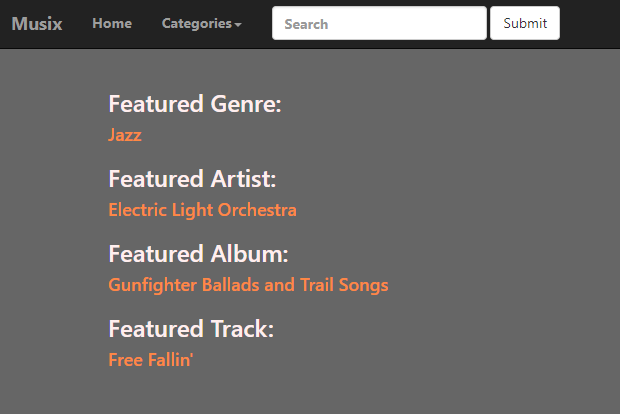 Musix Home Categories Search Submit
Featured Genre:
Jazz
Featured Artist:
Electric Light Orchestra
Featured Album:
Gunfighter Ballads and Trail Songs
Featured Track:
Free Fallin'